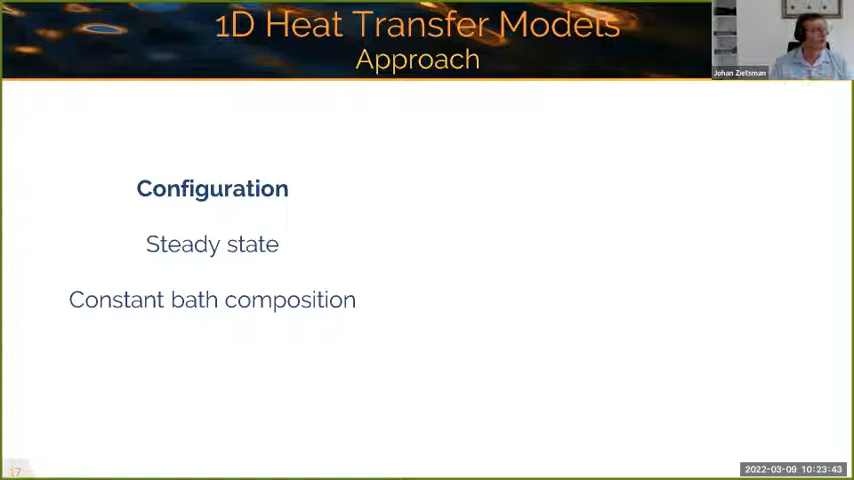 1D Heat Transfer Models
Approach
Johan Zietsman
Configuration
Steady state
Constant bath composition
17
2022-03-09 10:23:43